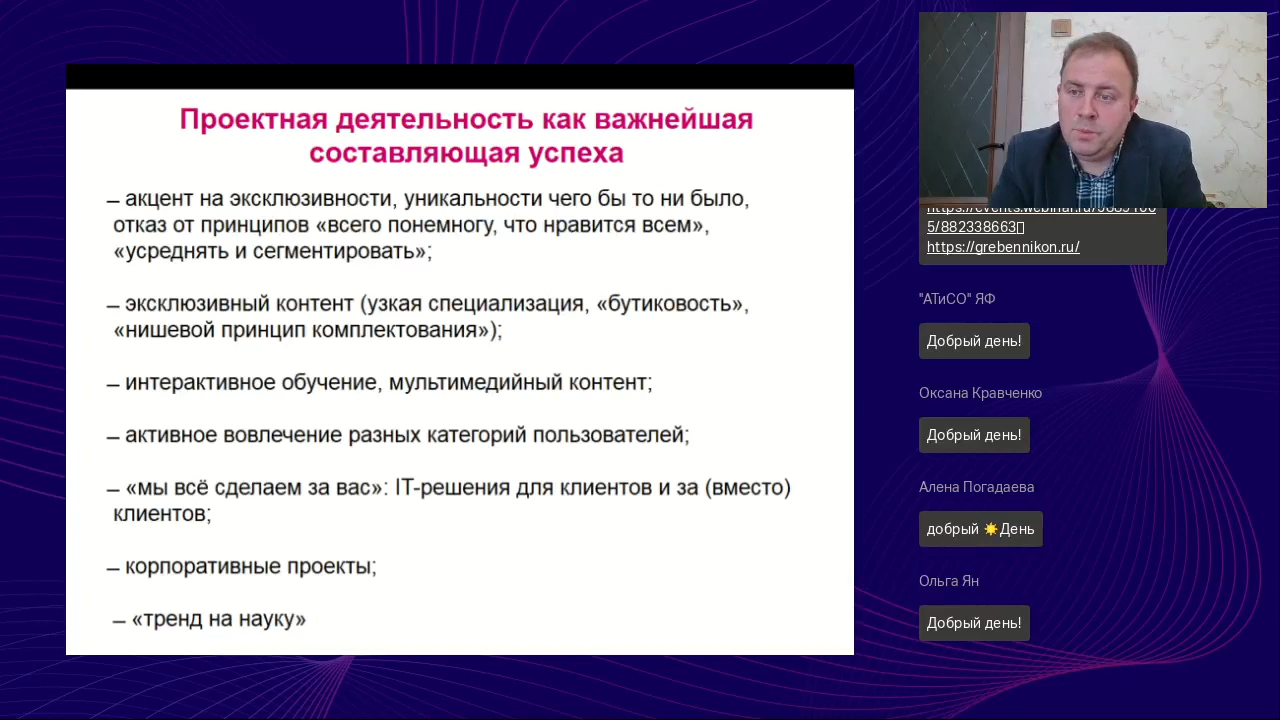 Проектная деятельность как важнейшая
составляющая успеха
– акцент на эксклюзивности, уникальности чего бы то ни было,
отказ от принципов «всего понемногу, что нравится всем»,
«усреднять и сегментировать»;
– эксклюзивный контент (узкая специализация, «бутиковость»,
«нишевой принцип комплектования»);
– интерактивное обучение, мультимедийный контент;
– активное вовлечение разных категорий пользователей;
– «мы всё сделаем за вас»: IT-решения для клиентов и за (вместо)
клиентов;
– корпоративные проекты;
– «тренд на науку»
5/882338663
https://grebennikon.ru/
"АТиСО" ЯФ
Добрый день!
Оксана Кравченко
Добрый день!
Алена Погадаева
добрый ☀️День
Ольга Ян
Добрый день!